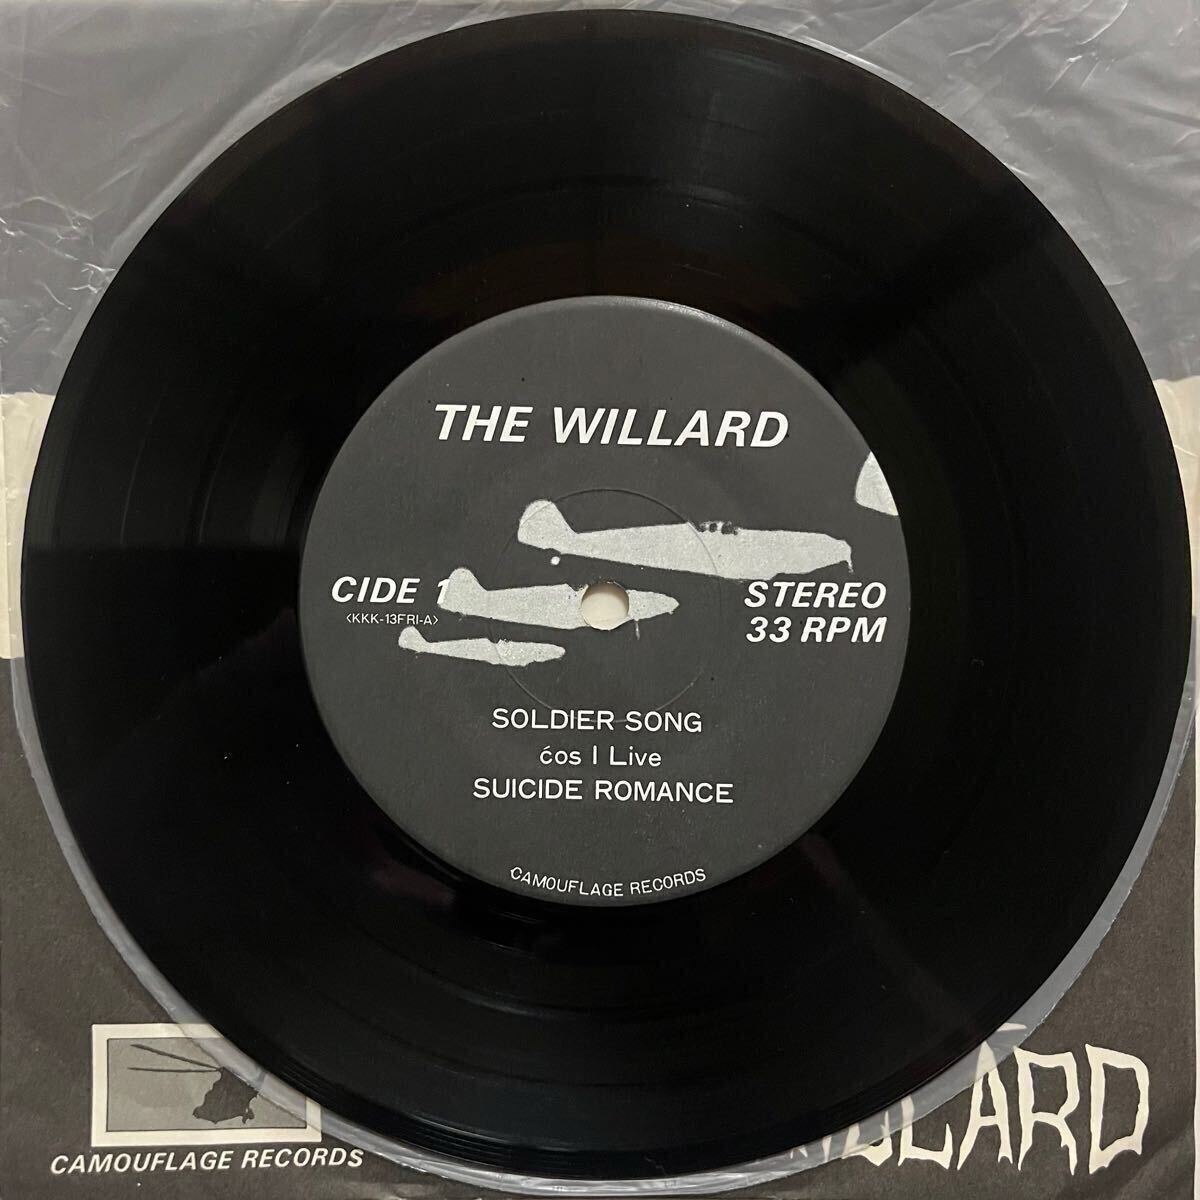 THE WILLARD
CIDE 1
<KKK-13FRI-A>
STEREO
33 RPM
SOLDIER SONG
ćos I Live
SUICIDE ROMANCE
CAMOUFLAGE RECORDS
CAMOUFLAGE RECORDS